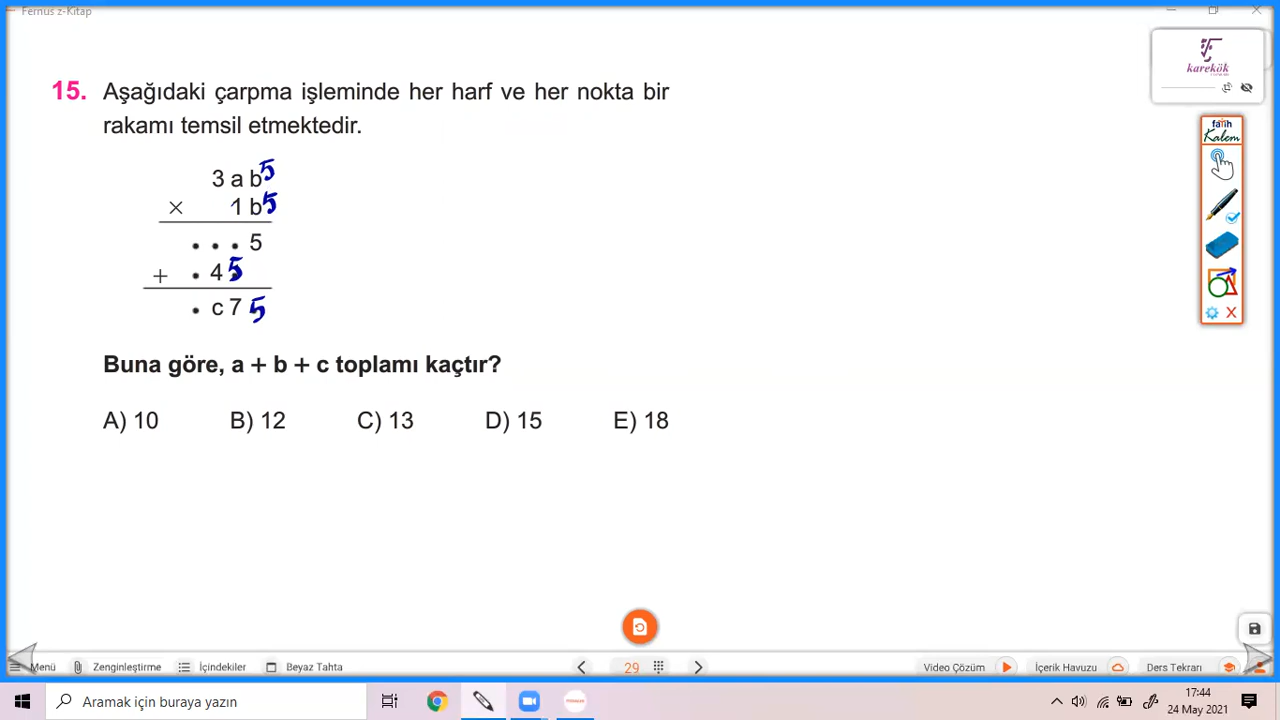 Fernus z-Kitap
karekök
15. Aşağıdaki çarpma işleminde her harf ve her nokta bir
rakamı temsil etmektedir.
fatih
Kalem
3 a b 5
× 1 b 5
. . . 5
+ . 4 5
. c 7 5
Buna göre, a + b + c toplamı kaçtır?
A) 10 B) 12 C) 13 D) 15 E) 18
Menü Zenginleştirme İçindekiler Beyaz Tahta 29 Video Çözüm İçerik Havuzu Ders Tekrarı
Aramak için buraya yazın
17:44
24 May 2021